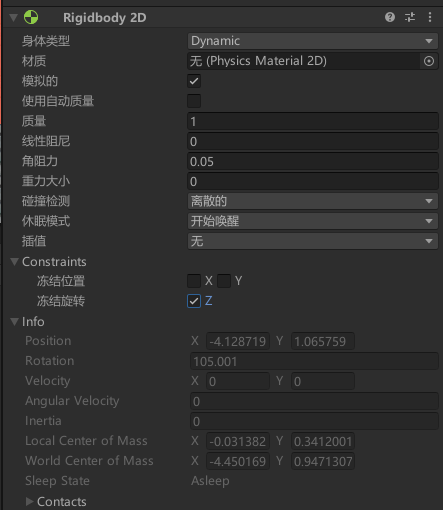 Rigidbody 2D
身体类型 Dynamic
材质 无 (Physics Material 2D)
模拟的
使用自动质量
质量 1
线性阻尼 0
角阻力 0.05
重力大小 0
碰撞检测 离散的
休眠模式 开始唤醒
插值 无
Constraints
冻结位置 X Y
冻结旋转 Z
Info
Position X -4.128719 Y 1.065759
Rotation 105.001
Velocity X 0 Y 0
Angular Velocity 0
Inertia 0
Local Center of Mass X -0.031382 Y 0.3412001
World Center of Mass X -4.450169 Y 0.9471307
Sleep State Asleep
Contacts